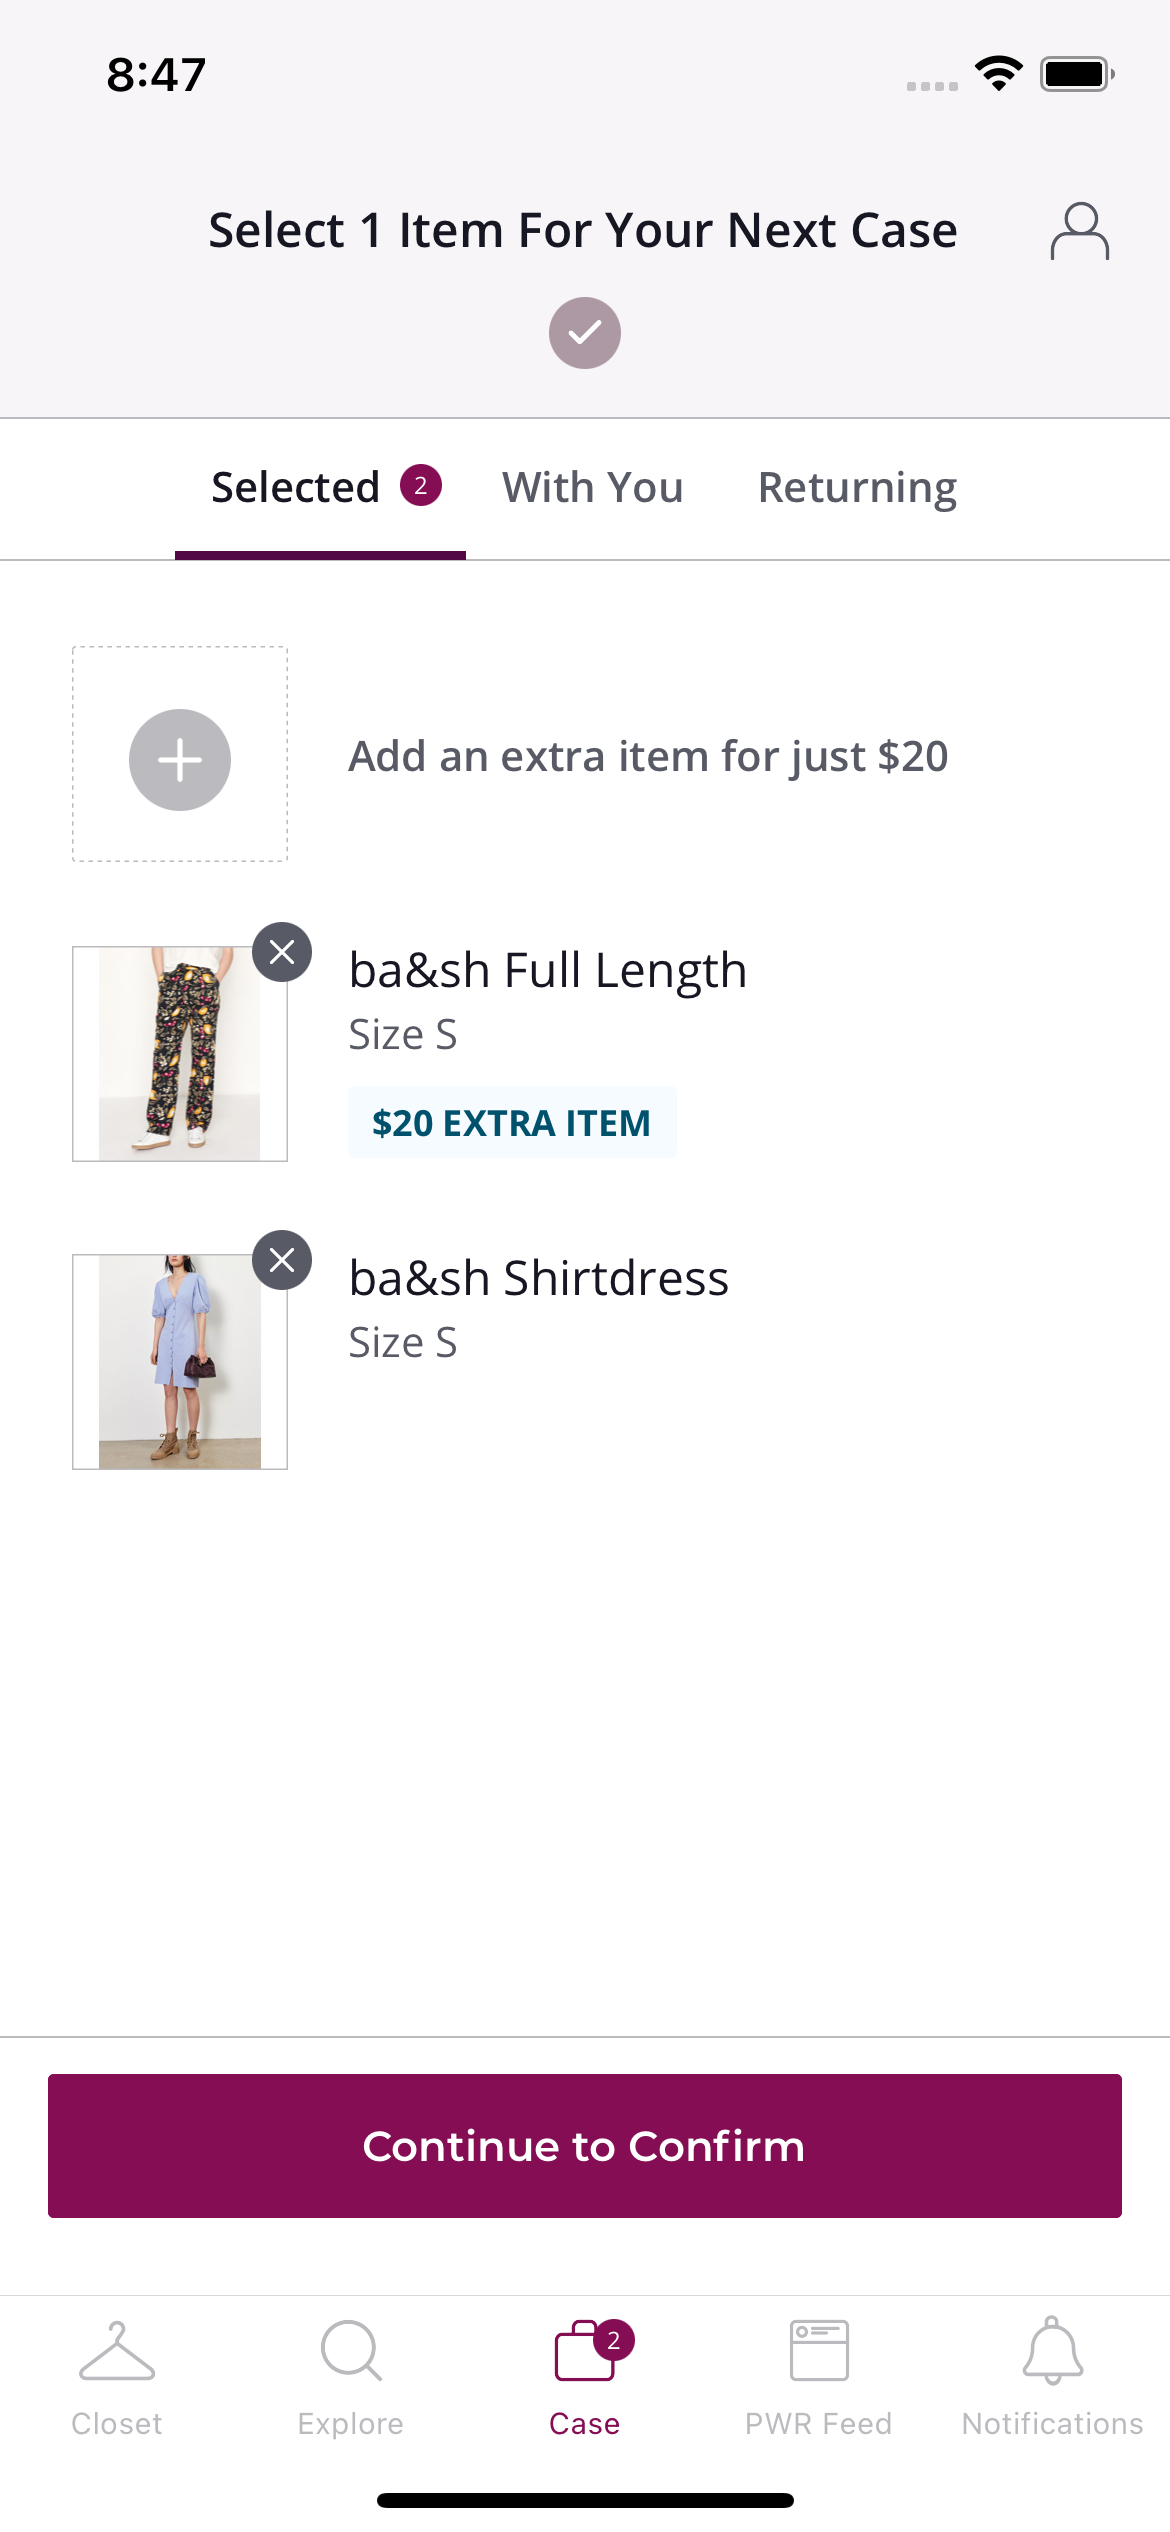 8:47
Select 1 Item For Your Next Case
Selected 2 With You Returning
Add an extra item for just $20
ba&sh Full Length
Size S
$20 EXTRA ITEM
ba&sh Shirtdress
Size S
Continue to Confirm
2
Closet Explore Case PWR Feed Notifications